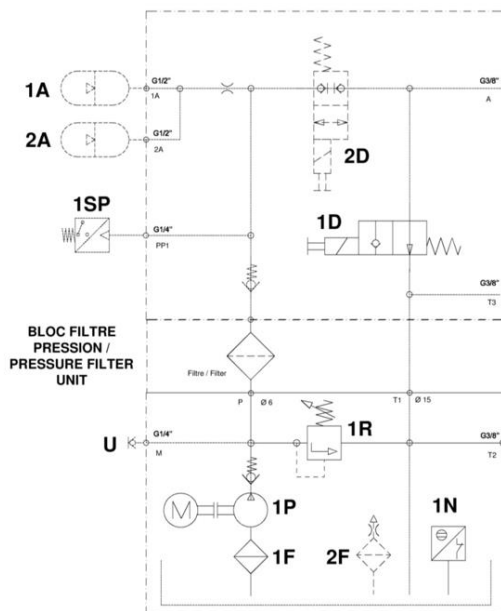 1A
G1/2"
1A
G3/8"
A
2A
G1/2"
2A
2D
1SP
G1/4"
PP1
1D
G3/8"
T3
BLOC FILTRE
PRESSION /
PRESSURE FILTER
UNIT
Filtre / Filter
P
Ø 6
T1
Ø 15
U
G1/4"
M
1R
G3/8"
T2
M
1P
1F
2F
1N